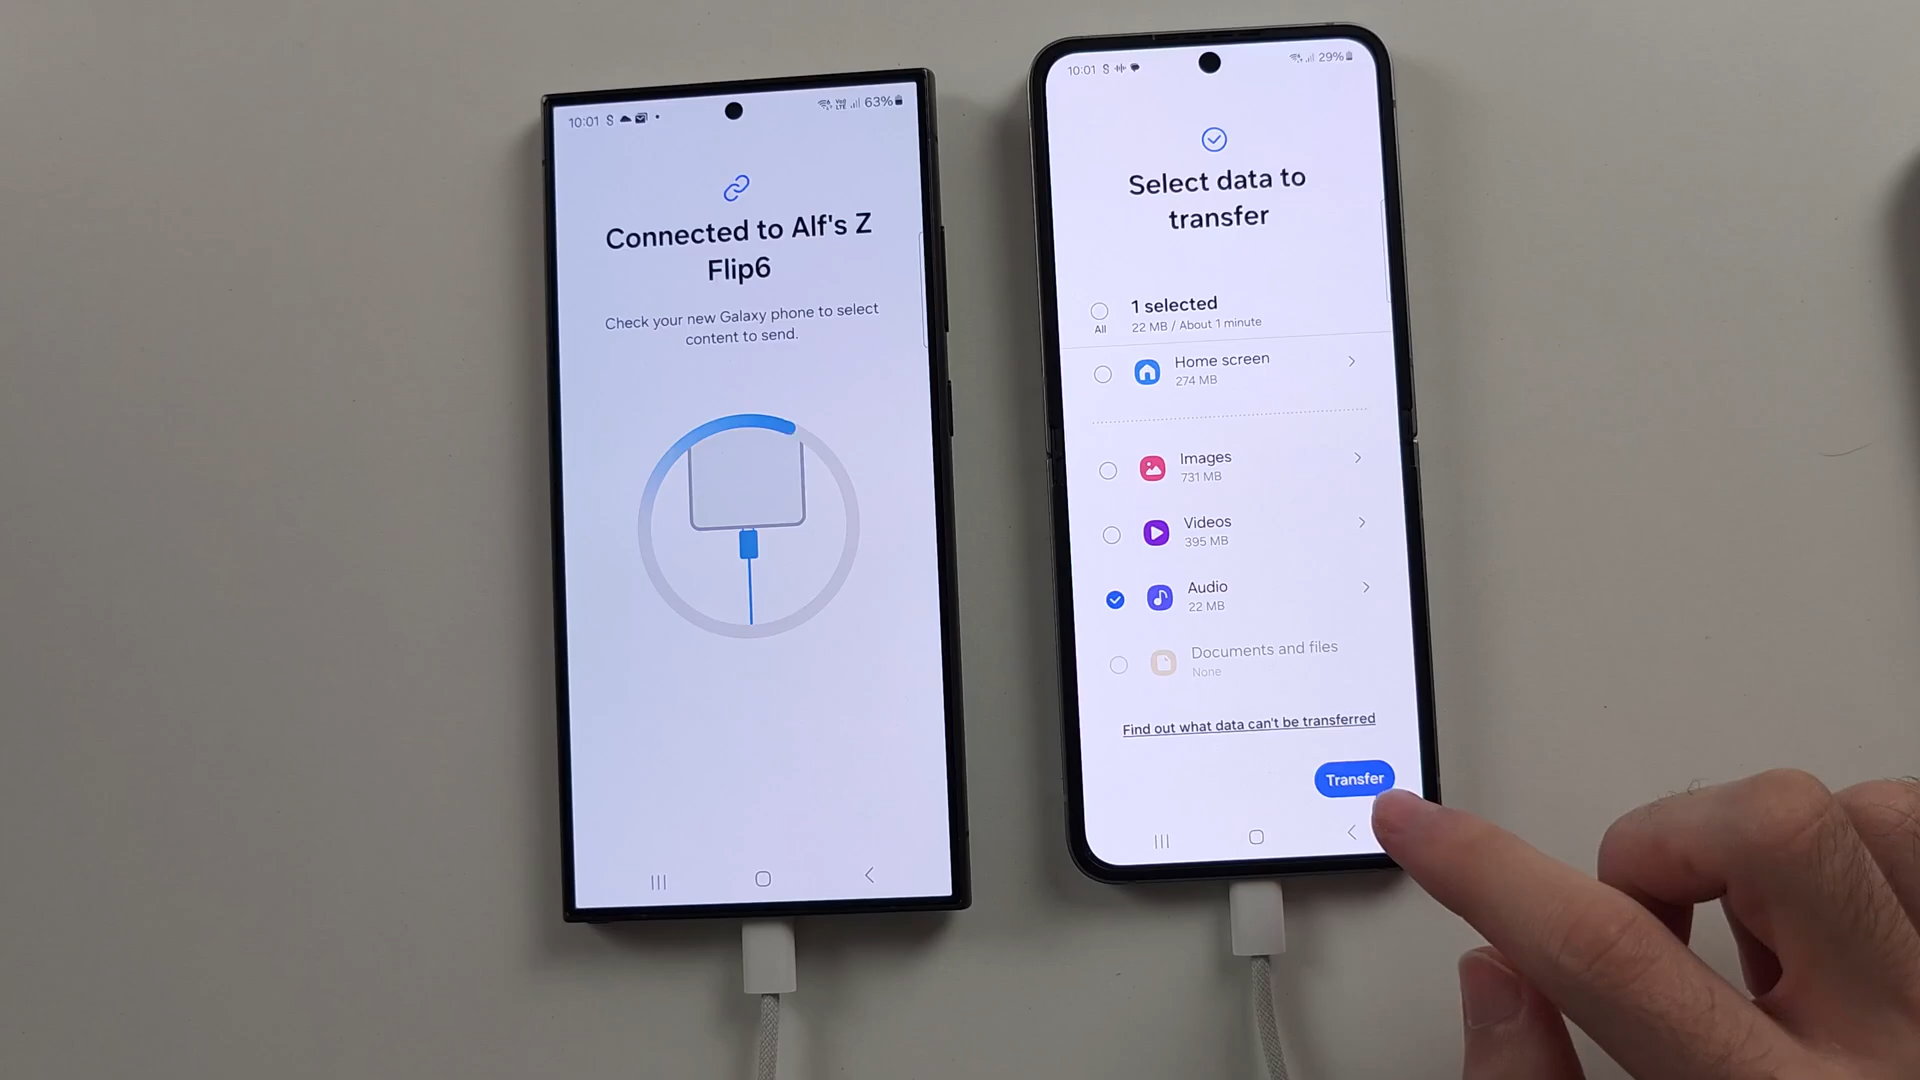 10:01
63%
Connected to Alf's Z
Flip6
Check your new Galaxy phone to select
content to send.
10:01
29%
Select data to
transfer
1 selected
All
22 MB / About 1 minute
Home screen
274 MB
Images
731 MB
Videos
395 MB
Audio
22 MB
Documents and files
None
Find out what data can't be transferred
Transfer